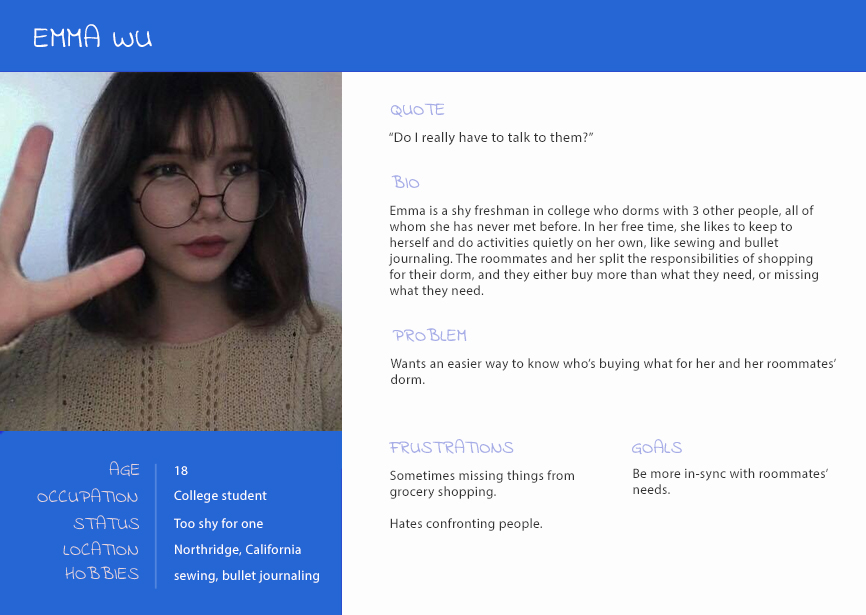 EMMA WU
QUOTE
“Do I really have to talk to them?”
BIO
Emma is a shy freshman in college who dorms with 3 other people, all of
whom she has never met before. In her free time, she likes to keep to
herself and do activities quietly on her own, like sewing and bullet
journaling. The roommates and her split the responsibilities of shopping
for their dorm, and they either buy more than what they need, or missing
what they need.
PROBLEM
Wants an easier way to know who’s buying what for her and her roommates’
dorm.
FRUSTRATIONS
Sometimes missing things from
grocery shopping.
Hates confronting people.
GOALS
Be more in-sync with roommates’
needs.
AGE 18
OCCUPATION College student
STATUS Too shy for one
LOCATION Northridge, California
HOBBIES sewing, bullet journaling